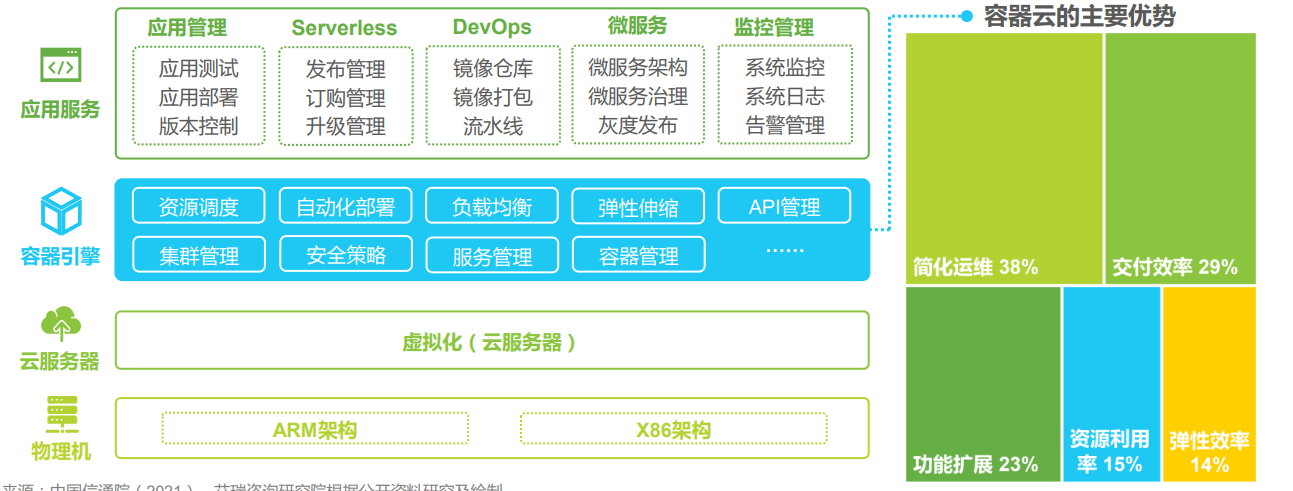 应用服务
应用管理
应用测试
应用部署
版本控制
Serverless
发布管理
订购管理
升级管理
DevOps
镜像仓库
镜像打包
流水线
微服务
微服务架构
微服务治理
灰度发布
监控管理
系统监控
系统日志
告警管理
容器引擎
资源调度
自动化部署
负载均衡
弹性伸缩
API管理
集群管理
安全策略
服务管理
容器管理
······
云服务器
虚拟化（云服务器）
物理机
ARM架构
X86架构
容器云的主要优势
简化运维 38%
交付效率 29%
功能扩展 23%
资源利用
率 15%
弹性效率
14%
来源：中国信通院（2021），艾瑞咨询研究院根据公开资料研究及绘制